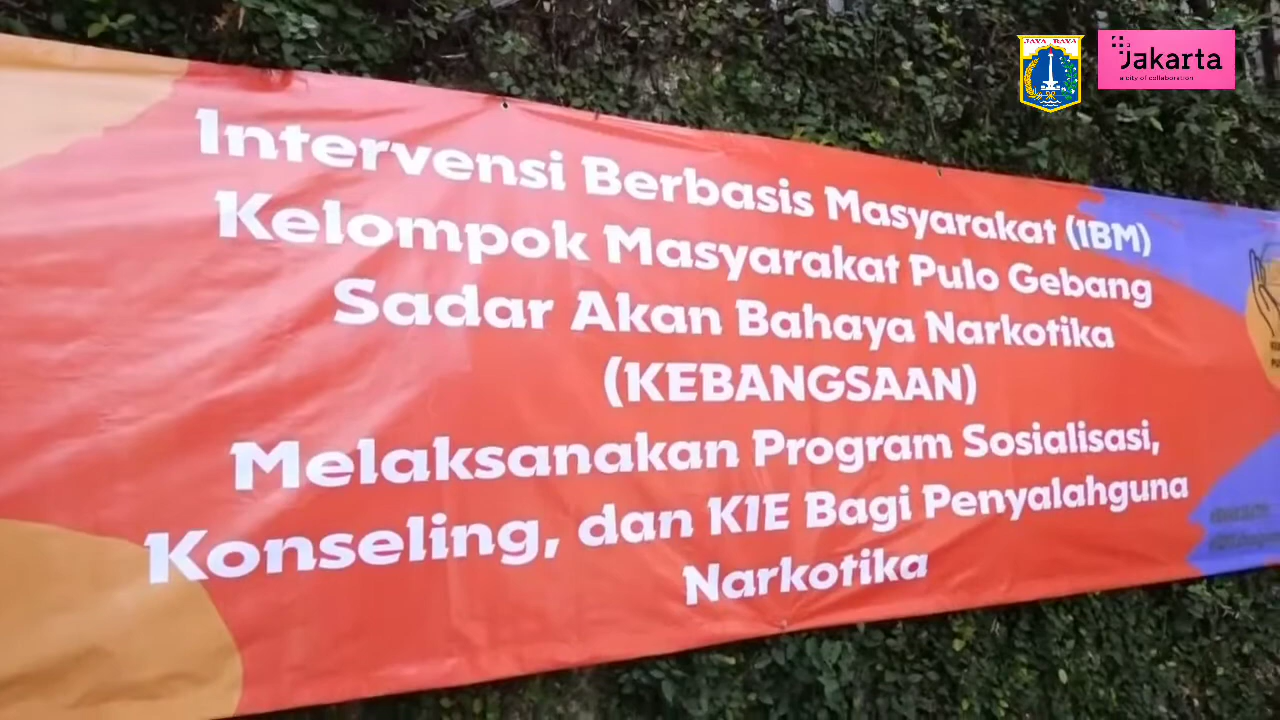 JAYA RAYA
Jakarta
a city of collaboration
Intervensi Berbasis Masyarakat (IBM)
Kelompok Masyarakat Pulo Gebang
Sadar Akan Bahaya Narkotika
(KEBANGSAAN)
Melaksanakan Program Sosialisasi,
Konseling, dan KIE Bagi Penyalahguna
Narkotika